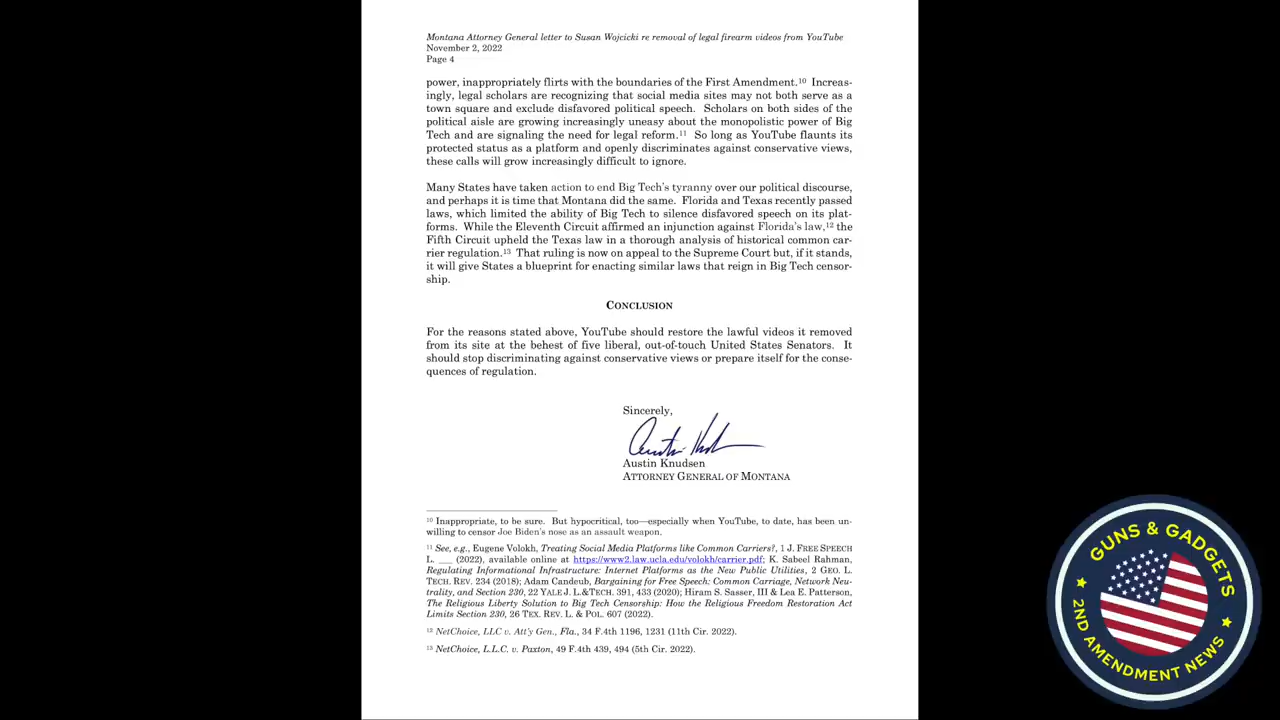 Montana Attorney General letter to Susan Wojcicki re removal of legal firearm videos from YouTube
November 2, 2022
Page 4
power, inappropriately flirts with the boundaries of the First Amendment.10 Increas-
ingly, legal scholars are recognizing that social media sites may not both serve as a
town square and exclude disfavored political speech. Scholars on both sides of the
political aisle are growing increasingly uneasy about the monopolistic power of Big
Tech and are signaling the need for legal reform.11 So long as YouTube flaunts its
protected status as a platform and openly discriminates against conservative views,
these calls will grow increasingly difficult to ignore.
Many States have taken action to end Big Tech's tyranny over our political discourse,
and perhaps it is time that Montana did the same. Florida and Texas recently passed
laws, which limited the ability of Big Tech to silence disfavored speech on its plat-
forms. While the Eleventh Circuit affirmed an injunction against Florida's law,12 the
Fifth Circuit upheld the Texas law in a thorough analysis of historical common car-
rier regulation.13 That ruling is now on appeal to the Supreme Court but, if it stands,
it will give States a blueprint for enacting similar laws that reign in Big Tech censor-
ship.
CONCLUSION
For the reasons stated above, YouTube should restore the lawful videos it removed
from its site at the behest of five liberal, out-of-touch United States Senators. It
should stop discriminating against conservative views or prepare itself for the conse-
quences of regulation.
Sincerely,
Austin Knudsen
ATTORNEY GENERAL OF MONTANA
10 Inappropriate, to be sure. But hypocritical, too—especially when YouTube, to date, has been un-
willing to censor Joe Biden's nose as an assault weapon.
11 See, e.g., Eugene Volokh, Treating Social Media Platforms like Common Carriers?, 1 J. FREE SPEECH
L. ___ (2022), available online at https://www2.law.ucla.edu/volokh/carrier.pdf; K. Sabeel Rahman,
Regulating Informational Infrastructure: Internet Platforms as the New Public Utilities, 2 GEO. L.
TECH. REV. 234 (2018); Adam Candeub, Bargaining for Free Speech: Common Carriage, Network Neu-
trality, and Section 230, 22 YALE J. L.&TECH. 391, 433 (2020); Hiram S. Sasser, III & Lea E. Patterson,
The Religious Liberty Solution to Big Tech Censorship: How the Religious Freedom Restoration Act
Limits Section 230, 26 TEX. REV. L. & POL. 607 (2022).
12 NetChoice, LLC v. Att'y Gen., Fla., 34 F.4th 1196, 1231 (11th Cir. 2022).
13 NetChoice, L.L.C. v. Paxton, 49 F.4th 439, 494 (5th Cir. 2022).
GUNS & GADGETS
2ND AMENDMENT NEWS